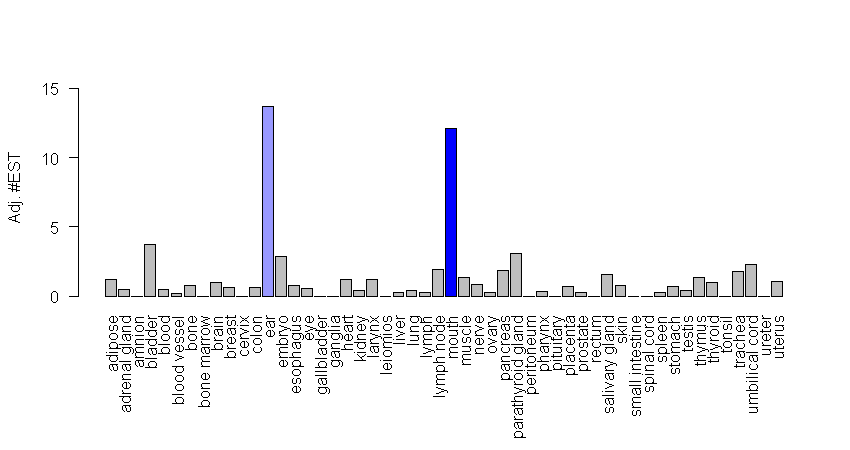 15
10
5
0
Adj. #EST
adipose
adrenal gland
amnion
bladder
blood
blood vessel
bone
bone marrow
brain
breast
cervix
colon
ear
embryo
esophagus
eye
gallbladder
ganglia
heart
kidney
larynx
leiomios
liver
lung
lymph
lymph node
mouth
muscle
nerve
ovary
pancreas
parathyroid gland
peritoneum
pharynx
pituitary
placenta
prostate
rectum
salivary gland
skin
small intestine
spinal cord
spleen
stomach
testis
thymus
thyroid
tonsil
trachea
umbilical cord
ureter
uterus